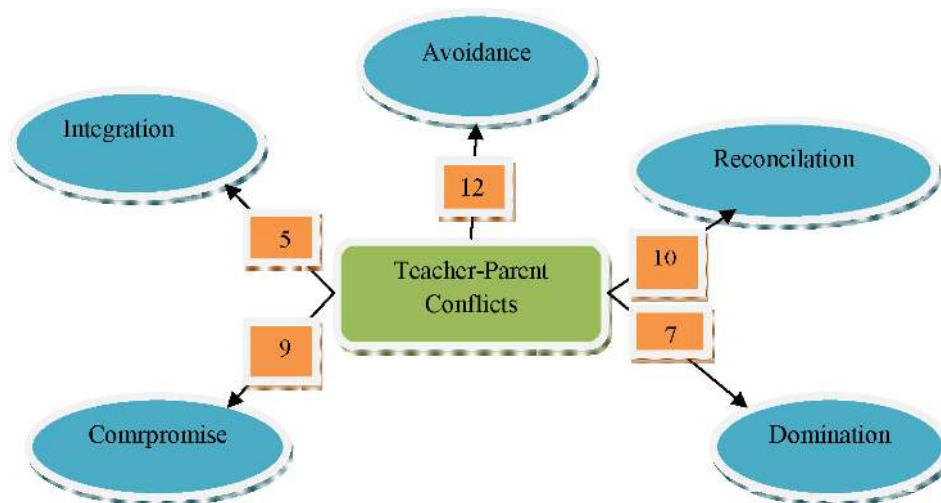 Avoidance
Integration
Reconcilation
12
5
10
Teacher-Parent
Conflicts
9
7
Comrpromise
Domination